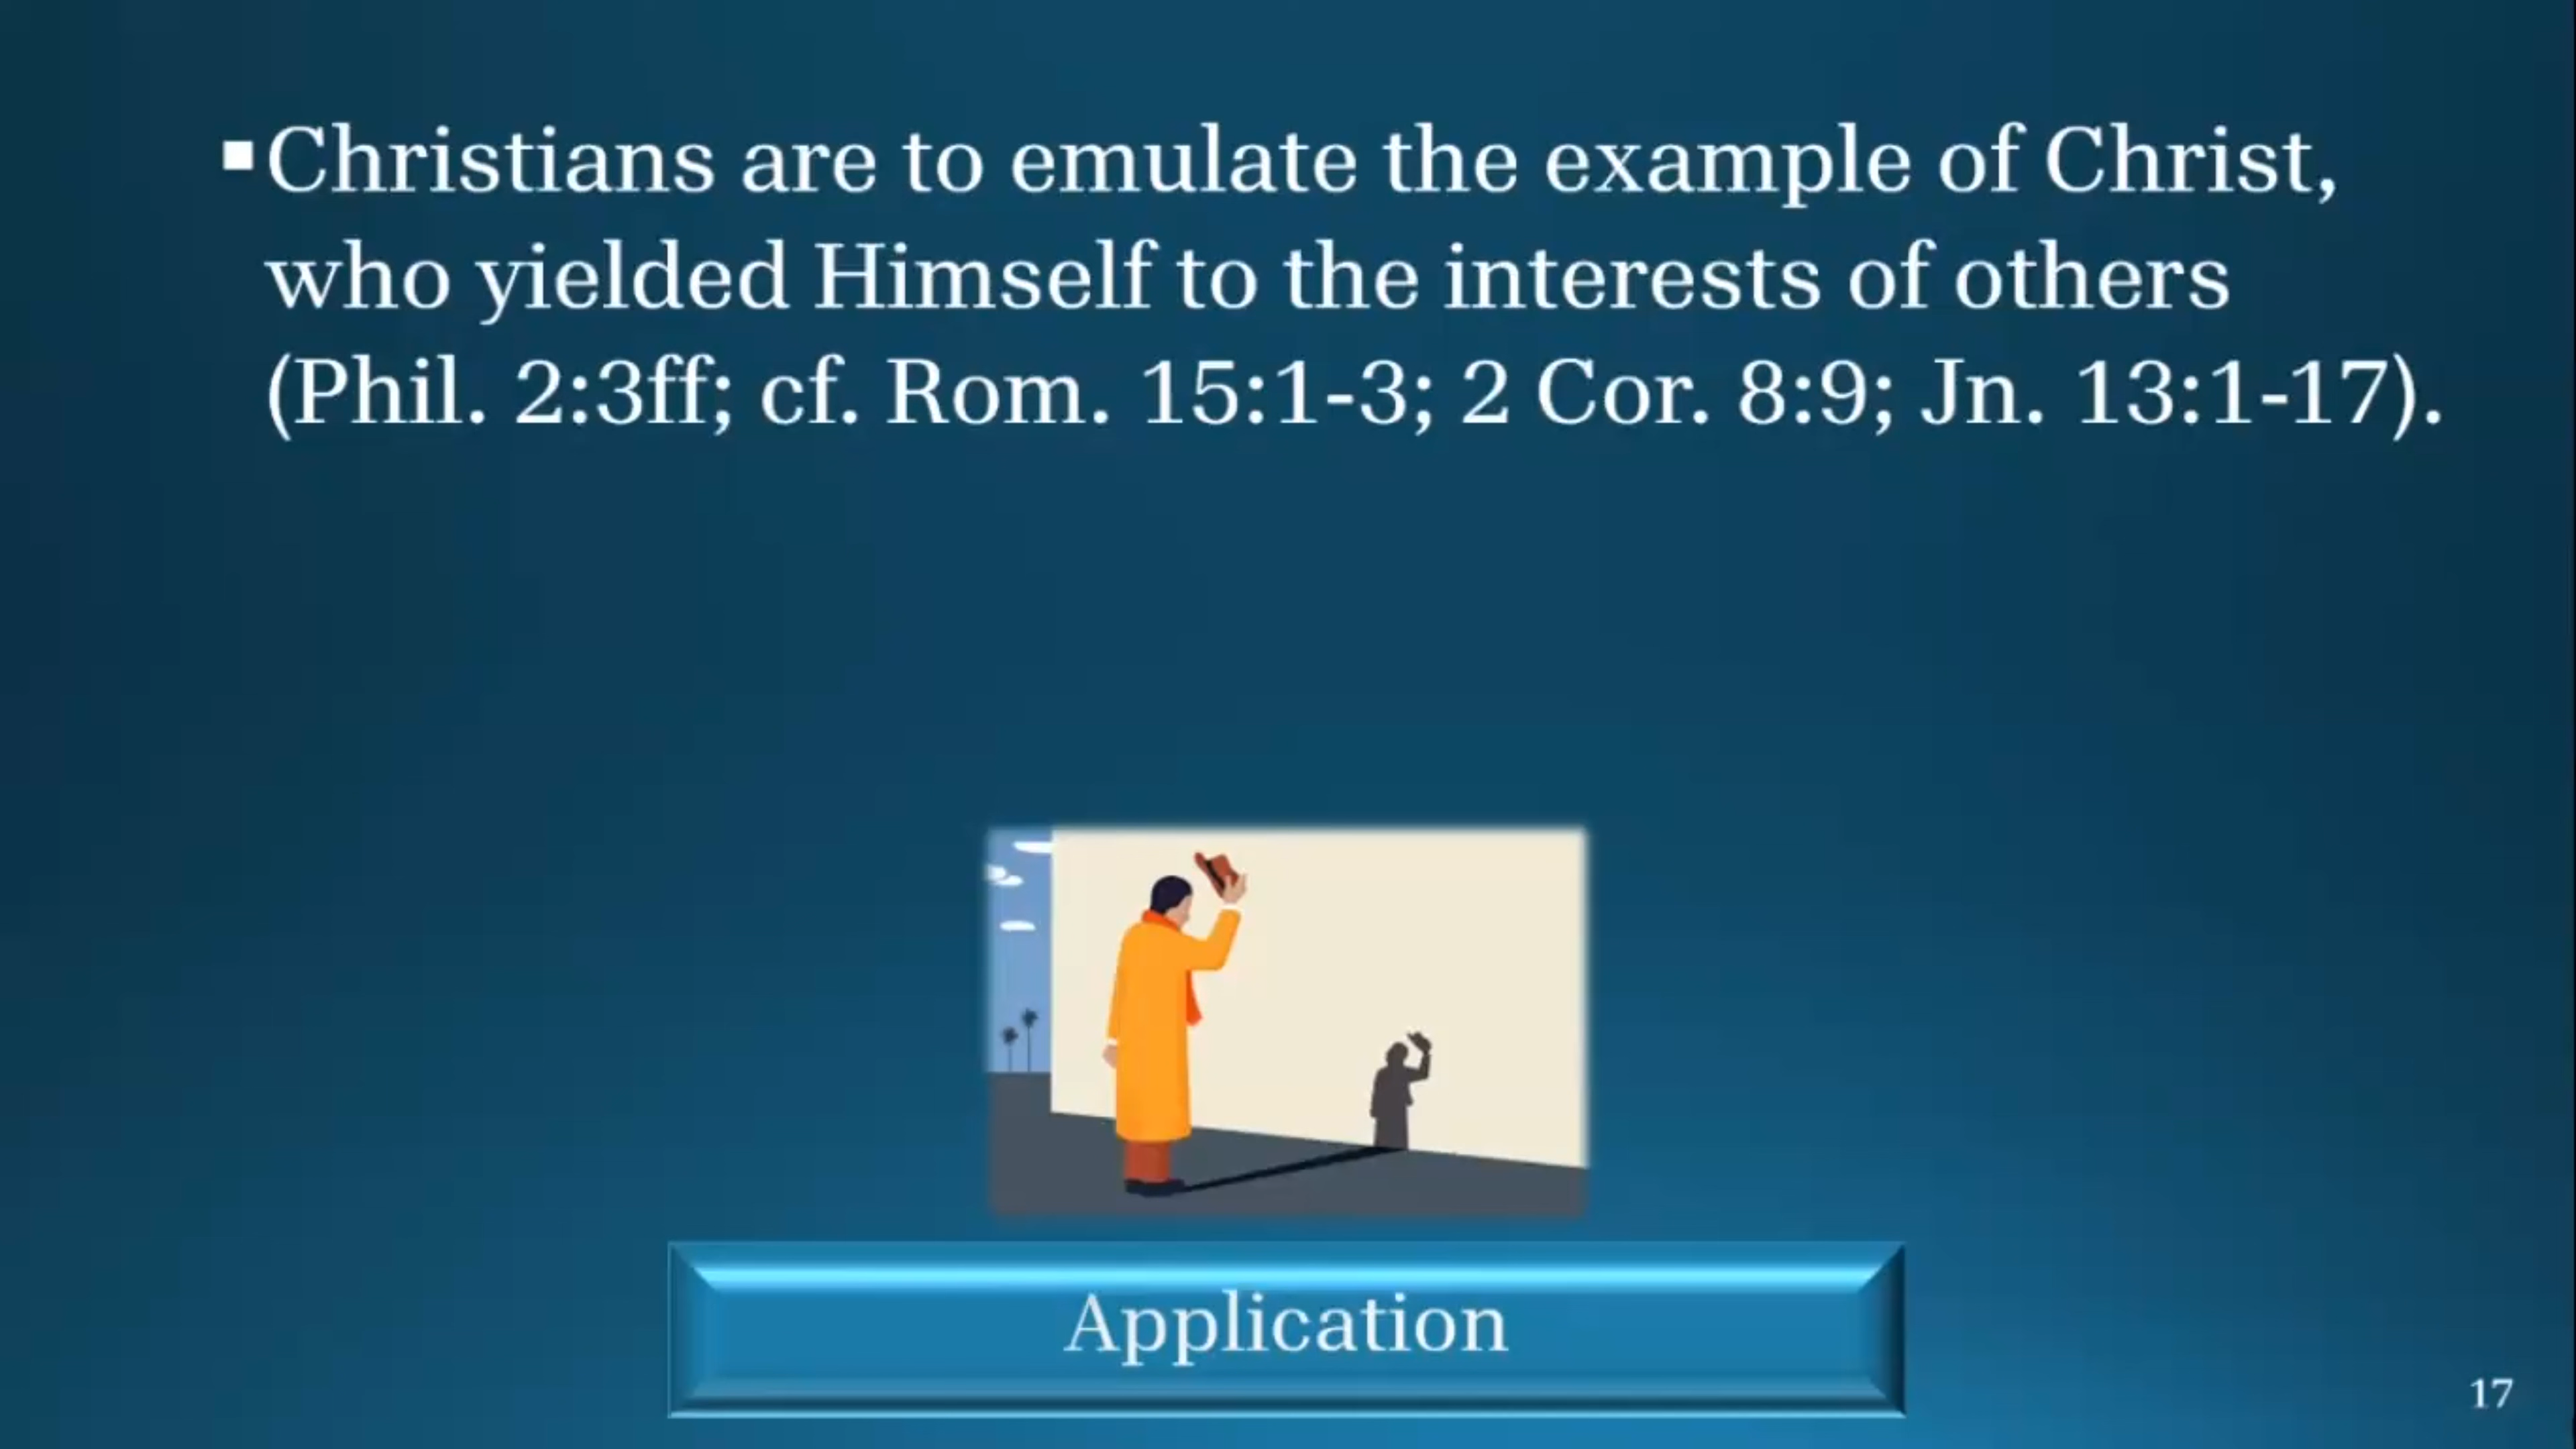 ▪Christians are to emulate the example of Christ,
who yielded Himself to the interests of others
(Phil. 2:3ff; cf. Rom. 15:1-3; 2 Cor. 8:9; Jn. 13:1-17).
Application
17